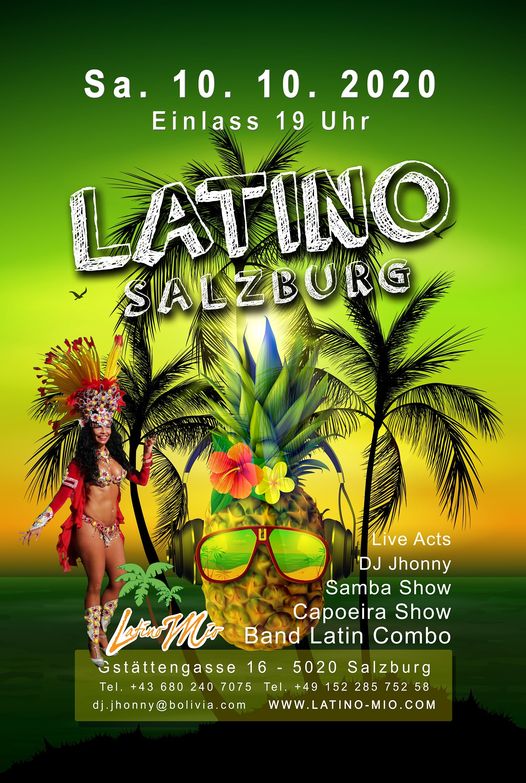 Sa. 10. 10. 2020
Einlass 19 Uhr
LATINO
SALZBURG
Live Acts
DJ Jhonny
Samba Show
Capoeira Show
Band Latin Combo
Latino Mio
Gstättengasse 16 - 5020 Salzburg
Tel. +43 680 240 7075 Tel. +49 152 285 752 58
dj.jhonny@bolivia.com WWW.LATINO-MIO.COM